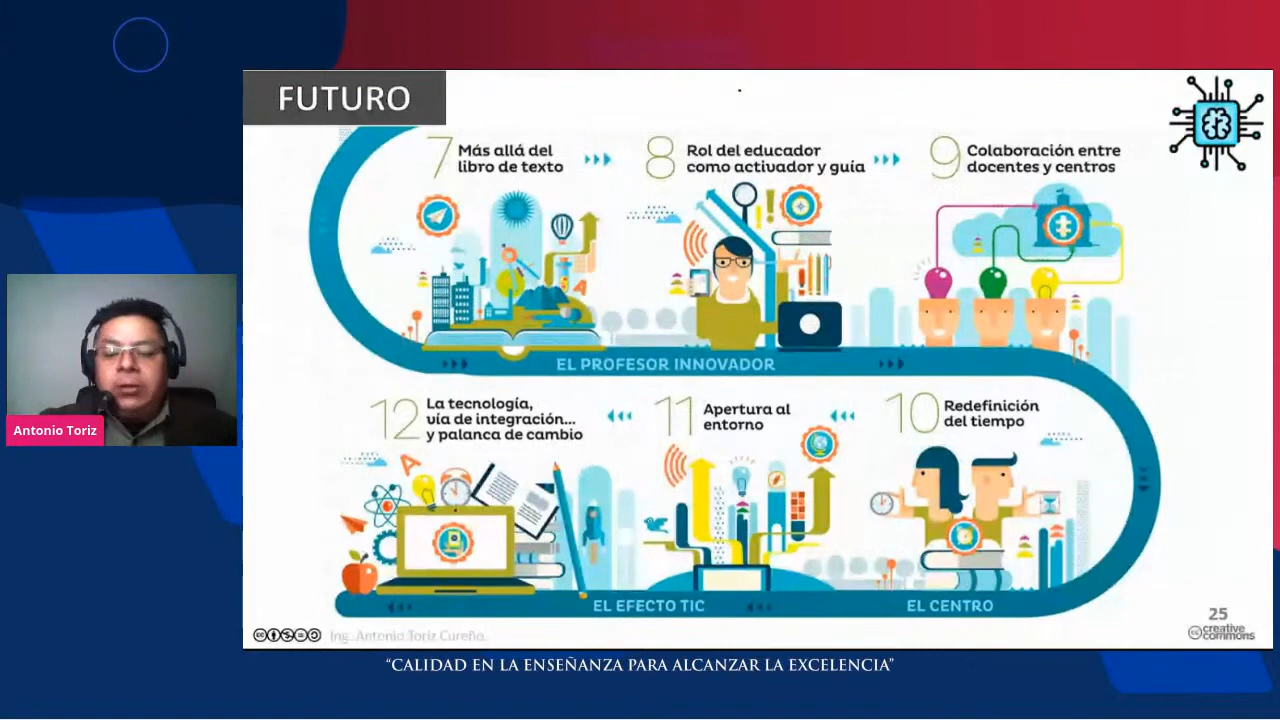 FUTURO
7 Más allá del
libro de texto
8 Rol del educador
como activador y guía
9 Colaboración entre
docentes y centros
EL PROFESOR INNOVADOR
12 La tecnología,
vía de integración...
y palanca de cambio
11 Apertura al
entorno
10 Redefinición
del tiempo
A
A
EL EFECTO TIC
EL CENTRO
Antonio Toriz
Ing. Antonio Toriz Cureño.
25
creative
commons
“CALIDAD EN LA ENSEÑANZA PARA ALCANZAR LA EXCELENCIA”